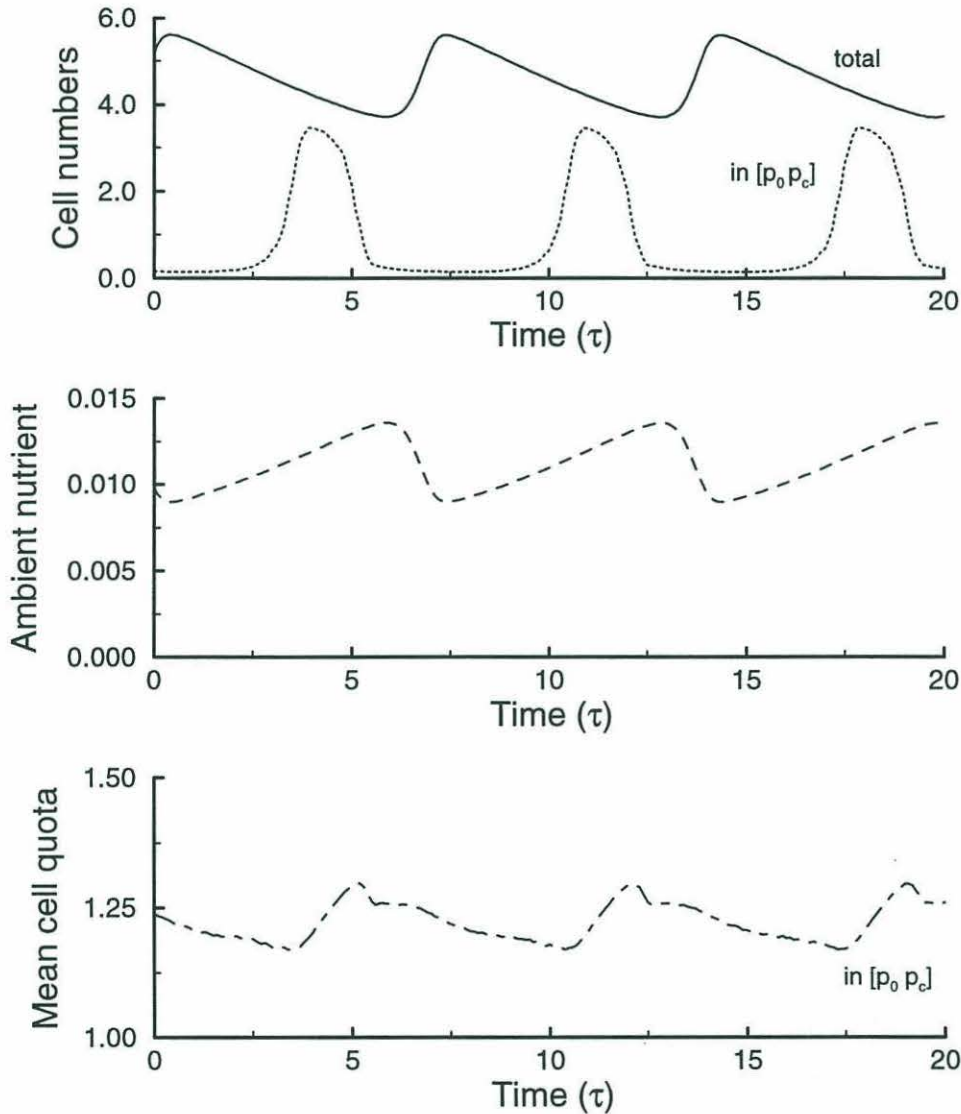 6.0
4.0
2.0
0.0
Cell numbers
total
in [p₀ p꜀]
0 5 10 15 20
Time (τ)
0.015
0.010
0.005
0.000
Ambient nutrient
0 5 10 15 20
Time (τ)
1.50
1.25
1.00
Mean cell quota
in [p₀ p꜀]
0 5 10 15 20
Time (τ)